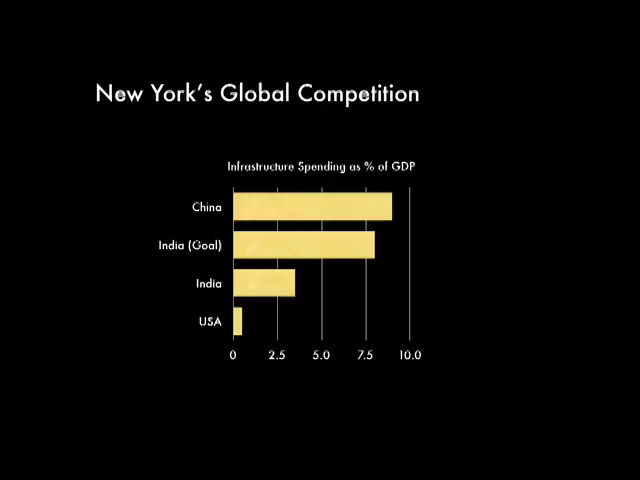 New York's Global Competition
Infrastructure Spending as % of GDP
China
India (Goal)
India
USA
0 2.5 5.0 7.5 10.0